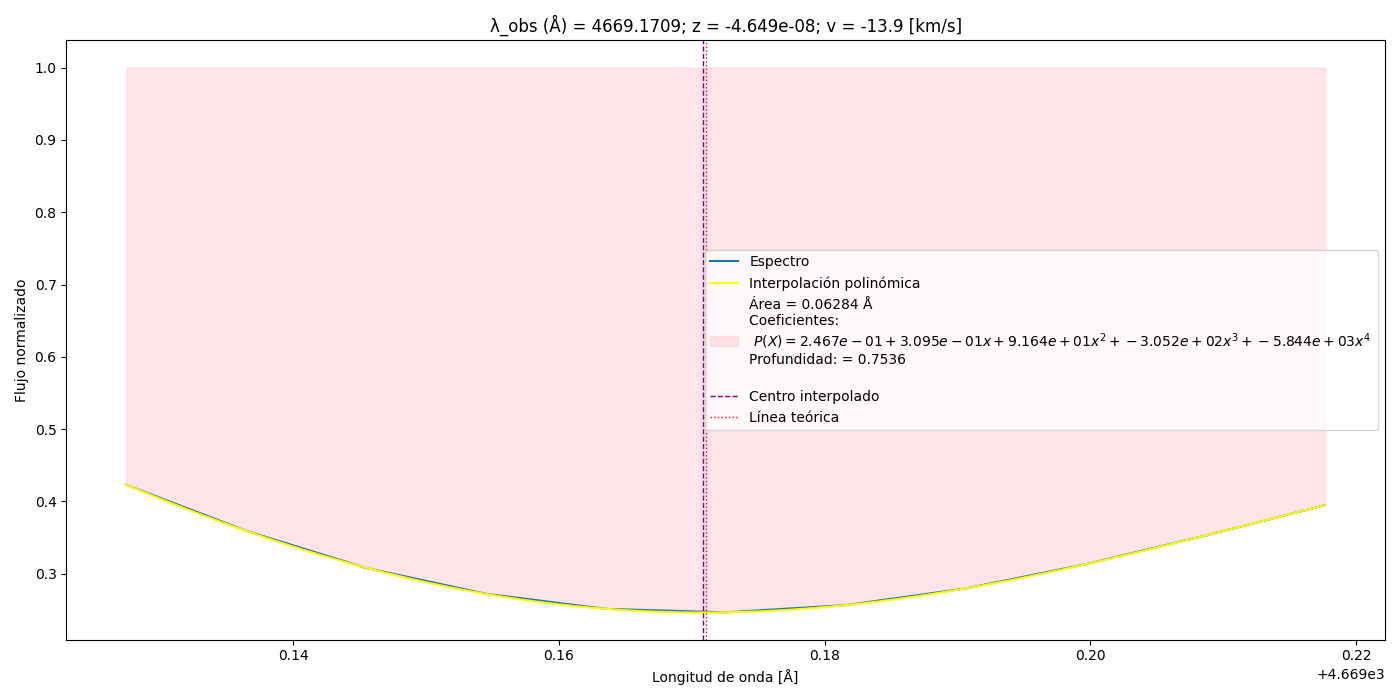 λ_obs (Å) = 4669.1709; z = -4.649e-08; v = -13.9 [km/s]
Flujo normalizado
1.0
0.9
0.8
0.7
0.6
0.5
0.4
0.3
Espectro
Interpolación polinómica
Área = 0.06284 Å
Coeficientes:
P(X) = 2.467e − 01 + 3.095e − 01x + 9.164e + 01x² + −3.052e + 02x³ + −5.844e + 03x⁴
Profundidad: = 0.7536
Centro interpolado
Línea teórica
0.14 0.16 0.18 0.20 0.22
+4.669e3
Longitud de onda [Å]